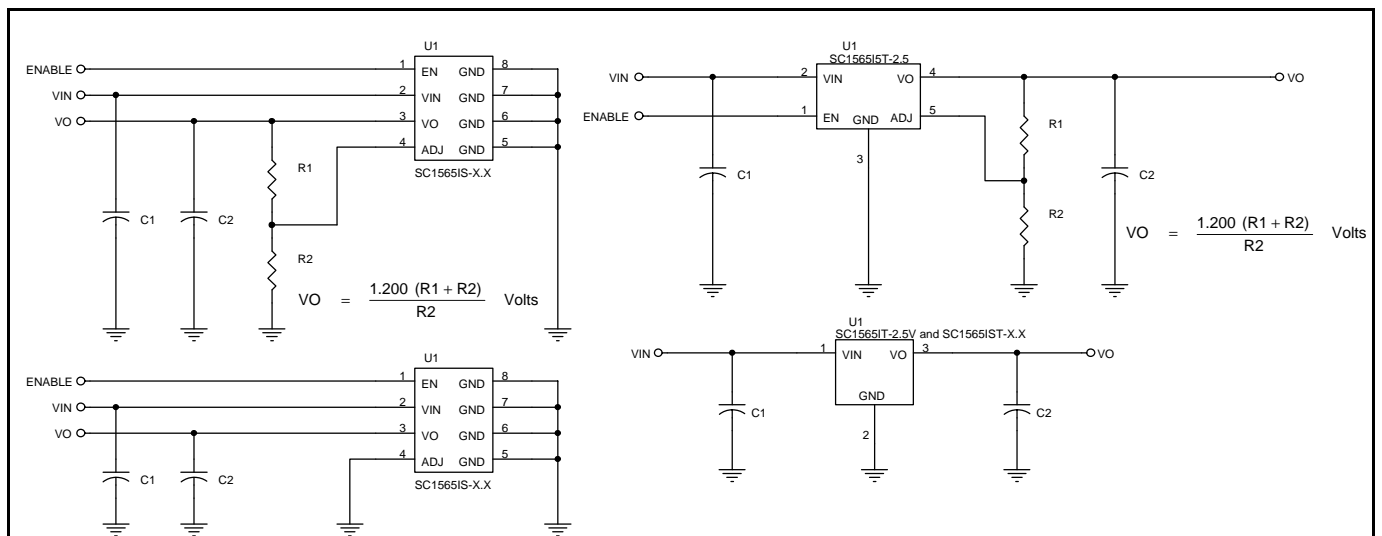 U1
ENABLE 1 EN GND 8
VIN 2 VIN GND 7
VO 3 VO GND 6
4 ADJ GND 5
SC1565IS-X.X
R1
C1 C2
R2
VO = 1.200 (R1 + R2) Volts
R2
U1
ENABLE 1 EN GND 8
VIN 2 VIN GND 7
VO 3 VO GND 6
4 ADJ GND 5
C1 C2
SC1565IS-X.X
U1
SC1565I5T-2.5
VIN 2 VIN VO 4 VO
ENABLE 1 EN GND ADJ 5
R1
3
C1 C2
R2
VO = 1.200 (R1 + R2) Volts
R2
U1
SC1565IT-2.5V and SC1565IST-X.X
VIN 1 VIN VO 3 VO
GND
C1 C2
2